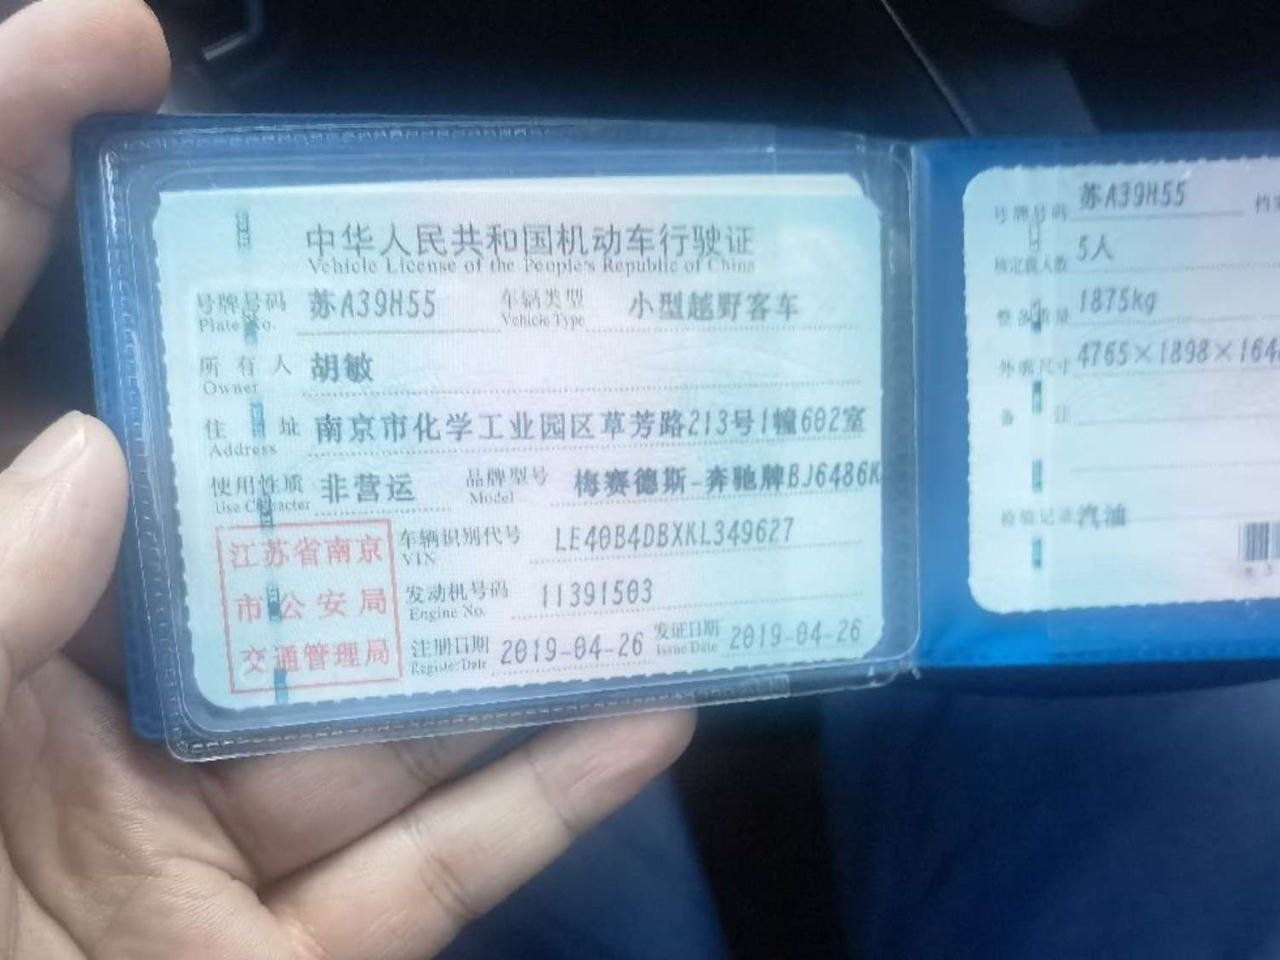 中华人民共和国机动车行驶证
Vehicle License of the People's Republic of China
号牌号码 苏A39H55 车辆类型 小型越野客车
Plate No. Vehicle Type
所有人 胡敏
Owner
住址 南京市化学工业园区草芳路213号1幢602室
Address
使用性质 非营运 品牌型号 梅赛德斯-奔驰牌BJ6486K
Use Character Model
江苏省南京
市公安局
交通管理局
车辆识别代号 LE40B4DBXKL349627
VIN
发动机号码 11391503
Engine No.
注册日期 2019-04-26 发证日期 2019-04-26
Register Date Issue Date
号牌号码 苏A39H55 档
核定载人数 5人
整备质量 1875kg
外廓尺寸 4765×1898×164
备注
检验记录 汽油